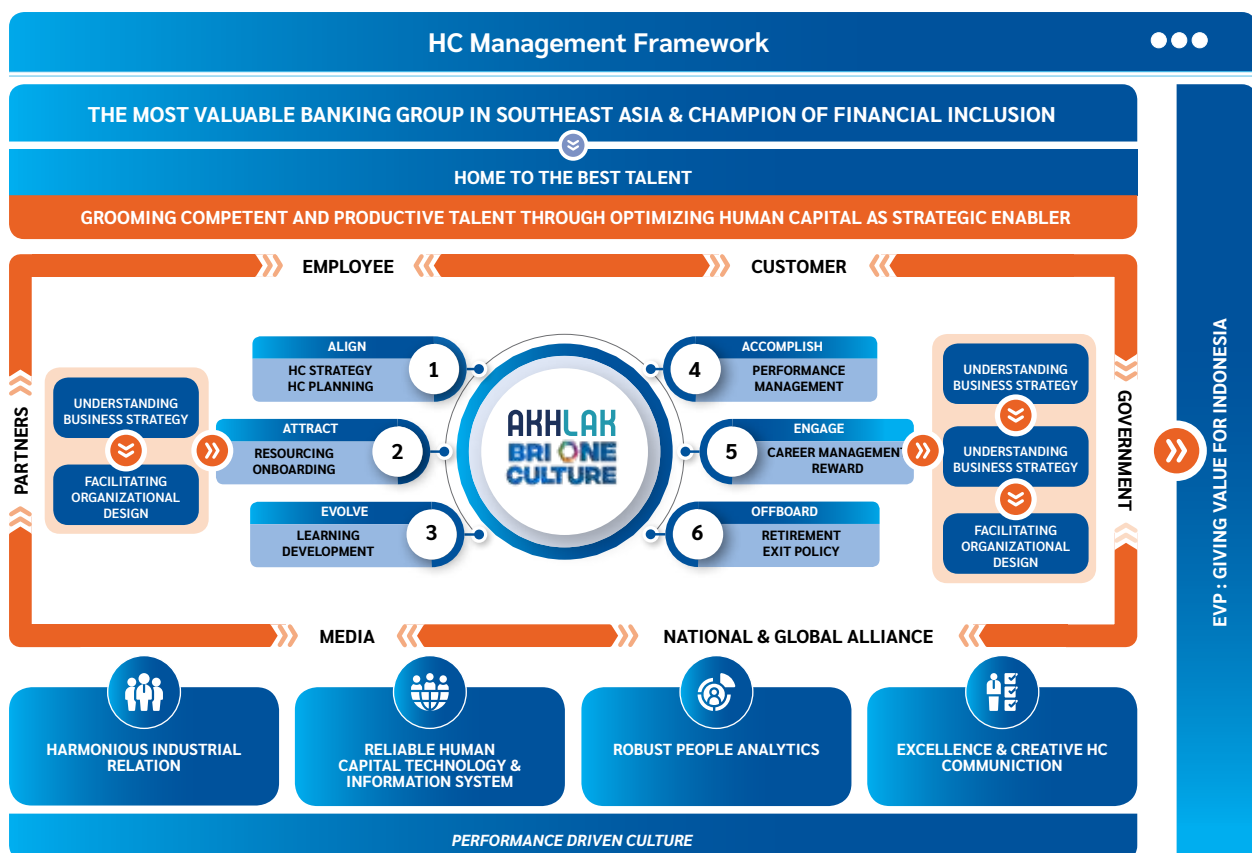 HC Management Framework
THE MOST VALUABLE BANKING GROUP IN SOUTHEAST ASIA & CHAMPION OF FINANCIAL INCLUSION
HOME TO THE BEST TALENT
GROOMING COMPETENT AND PRODUCTIVE TALENT THROUGH OPTIMIZING HUMAN CAPITAL AS STRATEGIC ENABLER
EMPLOYEE
CUSTOMER
PARTNERS
UNDERSTANDING
BUSINESS STRATEGY
FACILITATING
ORGANIZATIONAL
DESIGN
ALIGN
HC STRATEGY
HC PLANNING
1
ATTRACT
RESOURCING
ONBOARDING
2
EVOLVE
LEARNING
DEVELOPMENT
3
AKHLAK
BRI ONE
CULTURE
4
ACCOMPLISH
PERFORMANCE
MANAGEMENT
5
ENGAGE
CAREER MANAGEMENT
REWARD
6
OFFBOARD
RETIREMENT
EXIT POLICY
UNDERSTANDING
BUSINESS STRATEGY
UNDERSTANDING
BUSINESS STRATEGY
FACILITATING
ORGANIZATIONAL
DESIGN
GOVERNMENT
MEDIA
NATIONAL & GLOBAL ALLIANCE
HARMONIOUS INDUSTRIAL
RELATION
RELIABLE HUMAN
CAPITAL TECHNOLOGY &
INFORMATION SYSTEM
ROBUST PEOPLE ANALYTICS
EXCELLENCE & CREATIVE HC
COMMUNICTION
PERFORMANCE DRIVEN CULTURE
EVP : GIVING VALUE FOR INDONESIA